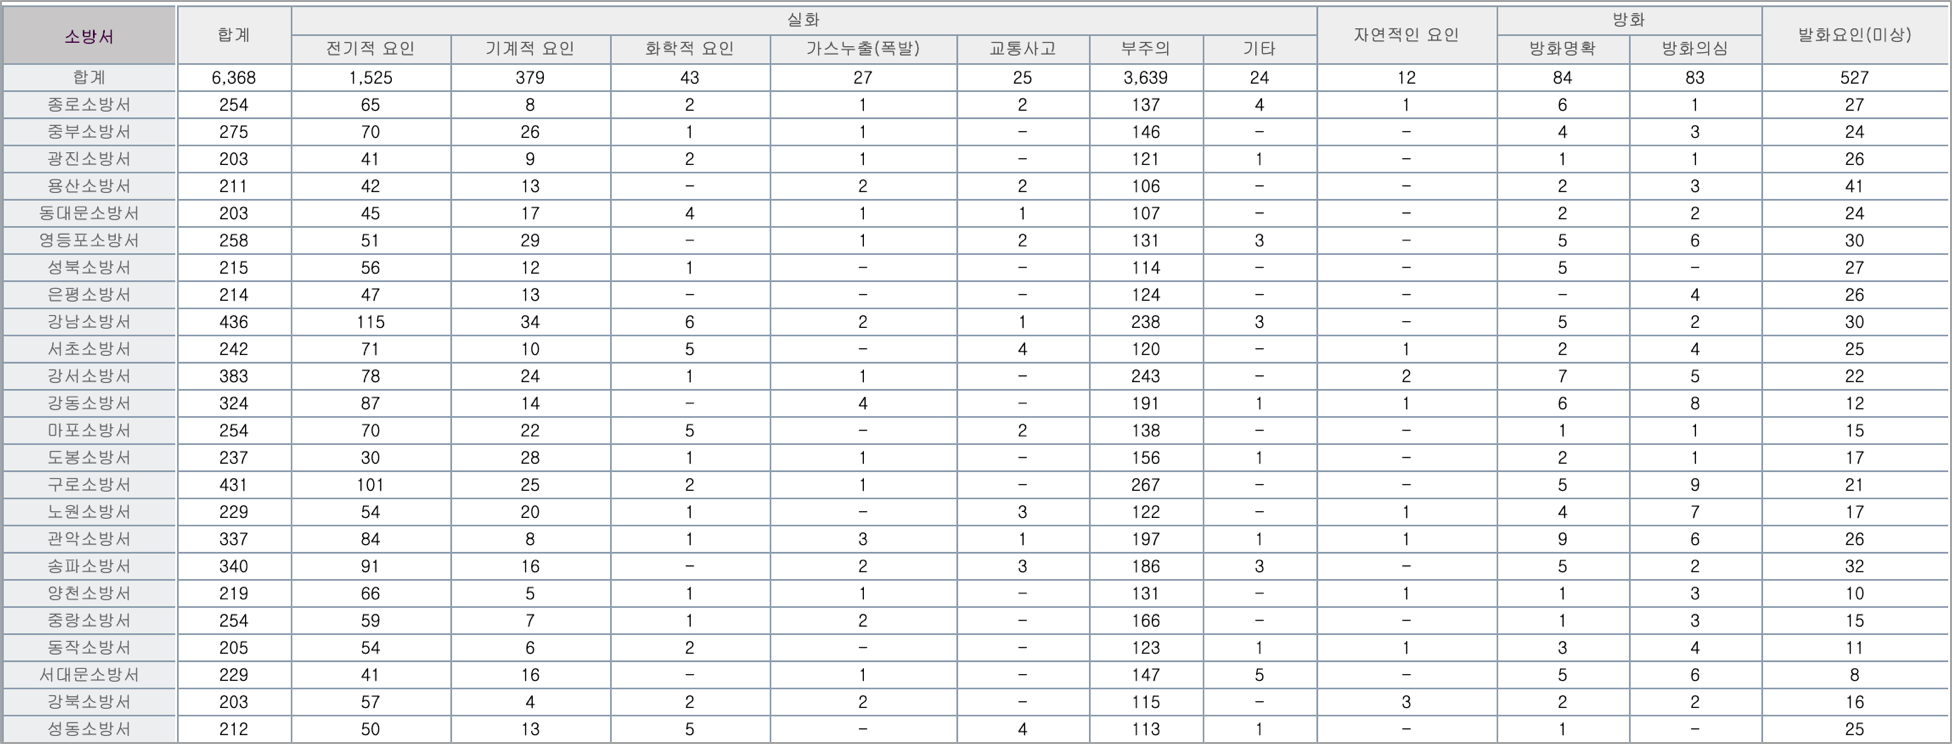 소방서 합계 실화 자연적인 요인 방화 발화요인(미상)
전기적 요인 기계적 요인 화학적 요인 가스누출(폭발) 교통사고 부주의 기타 방화명확 방화의심
합계 6,368 1,525 379 43 27 25 3,639 24 12 84 83 527
종로소방서 254 65 8 2 1 2 137 4 1 6 1 27
중부소방서 275 70 26 1 1 - 146 - - 4 3 24
광진소방서 203 41 9 2 1 - 121 1 - 1 1 26
용산소방서 211 42 13 - 2 2 106 - - 2 3 41
동대문소방서 203 45 17 4 1 1 107 - - 2 2 24
영등포소방서 258 51 29 - 1 2 131 3 - 5 6 30
성북소방서 215 56 12 1 - - 114 - - 5 - 27
은평소방서 214 47 13 - - - 124 - - - 4 26
강남소방서 436 115 34 6 2 1 238 3 - 5 2 30
서초소방서 242 71 10 5 - 4 120 - 1 2 4 25
강서소방서 383 78 24 1 1 - 243 - 2 7 5 22
강동소방서 324 87 14 - 4 - 191 1 1 6 8 12
마포소방서 254 70 22 5 - 2 138 - - 1 1 15
도봉소방서 237 30 28 1 1 - 156 1 - 2 1 17
구로소방서 431 101 25 2 1 - 267 - - 5 9 21
노원소방서 229 54 20 1 - 3 122 - 1 4 7 17
관악소방서 337 84 8 1 3 1 197 1 1 9 6 26
송파소방서 340 91 16 - 2 3 186 3 - 5 2 32
양천소방서 219 66 5 1 1 - 131 - 1 1 3 10
중랑소방서 254 59 7 1 2 - 166 - - 1 3 15
동작소방서 205 54 6 2 - - 123 1 1 3 4 11
서대문소방서 229 41 16 - 1 - 147 5 - 5 6 8
강북소방서 203 57 4 2 2 - 115 - 3 2 2 16
성동소방서 212 50 13 5 - 4 113 1 - 1 - 25